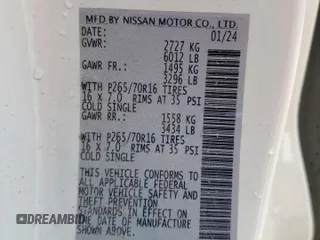 MFD BY NISSAN MOTOR CO., LTD.
DATE: 01/24
GVWR: 2727 KG
6012 LB
GAWR FR.: 1495 KG
3296 LB
WITH P265/70R16 TIRES
16 X 7.0 RIMS AT 35 PSI
COLD SINGLE
GAWR RR.: 1558 KG
3434 LB
WITH P265/70R16 TIRES
16 X 7.0 RIMS AT 35 PSI
COLD SINGLE
THIS VEHICLE CONFORMS TO
ALL APPLICABLE FEDERAL
MOTOR VEHICLE SAFETY AND
THEFT PREVENTION
STANDARDS IN EFFECT ON
THE DATE OF MANUFACTURE
SHOWN ABOVE.
DREAMBID